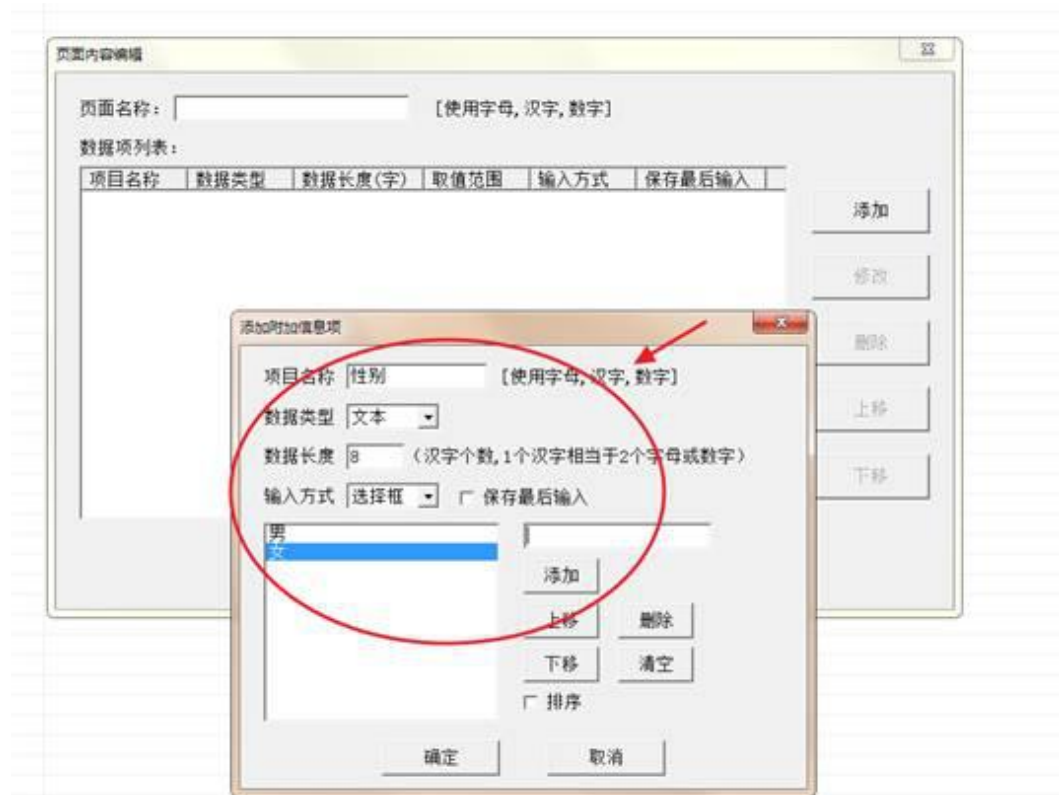 页面内容编辑
页面名称: [使用字母,汉字,数字]
数据项列表:
项目名称 数据类型 数据长度(字) 取值范围 输入方式 保存最后输入
添加
修改
删除
上移
下移
添加附加信息项
项目名称 性别 [使用字母,汉字,数字]
数据类型 文本
数据长度 8 (汉字个数,1个汉字相当于2个字母或数字)
输入方式 选择框 保存最后输入
男
女
添加
上移 删除
下移 清空
排序
确定 取消